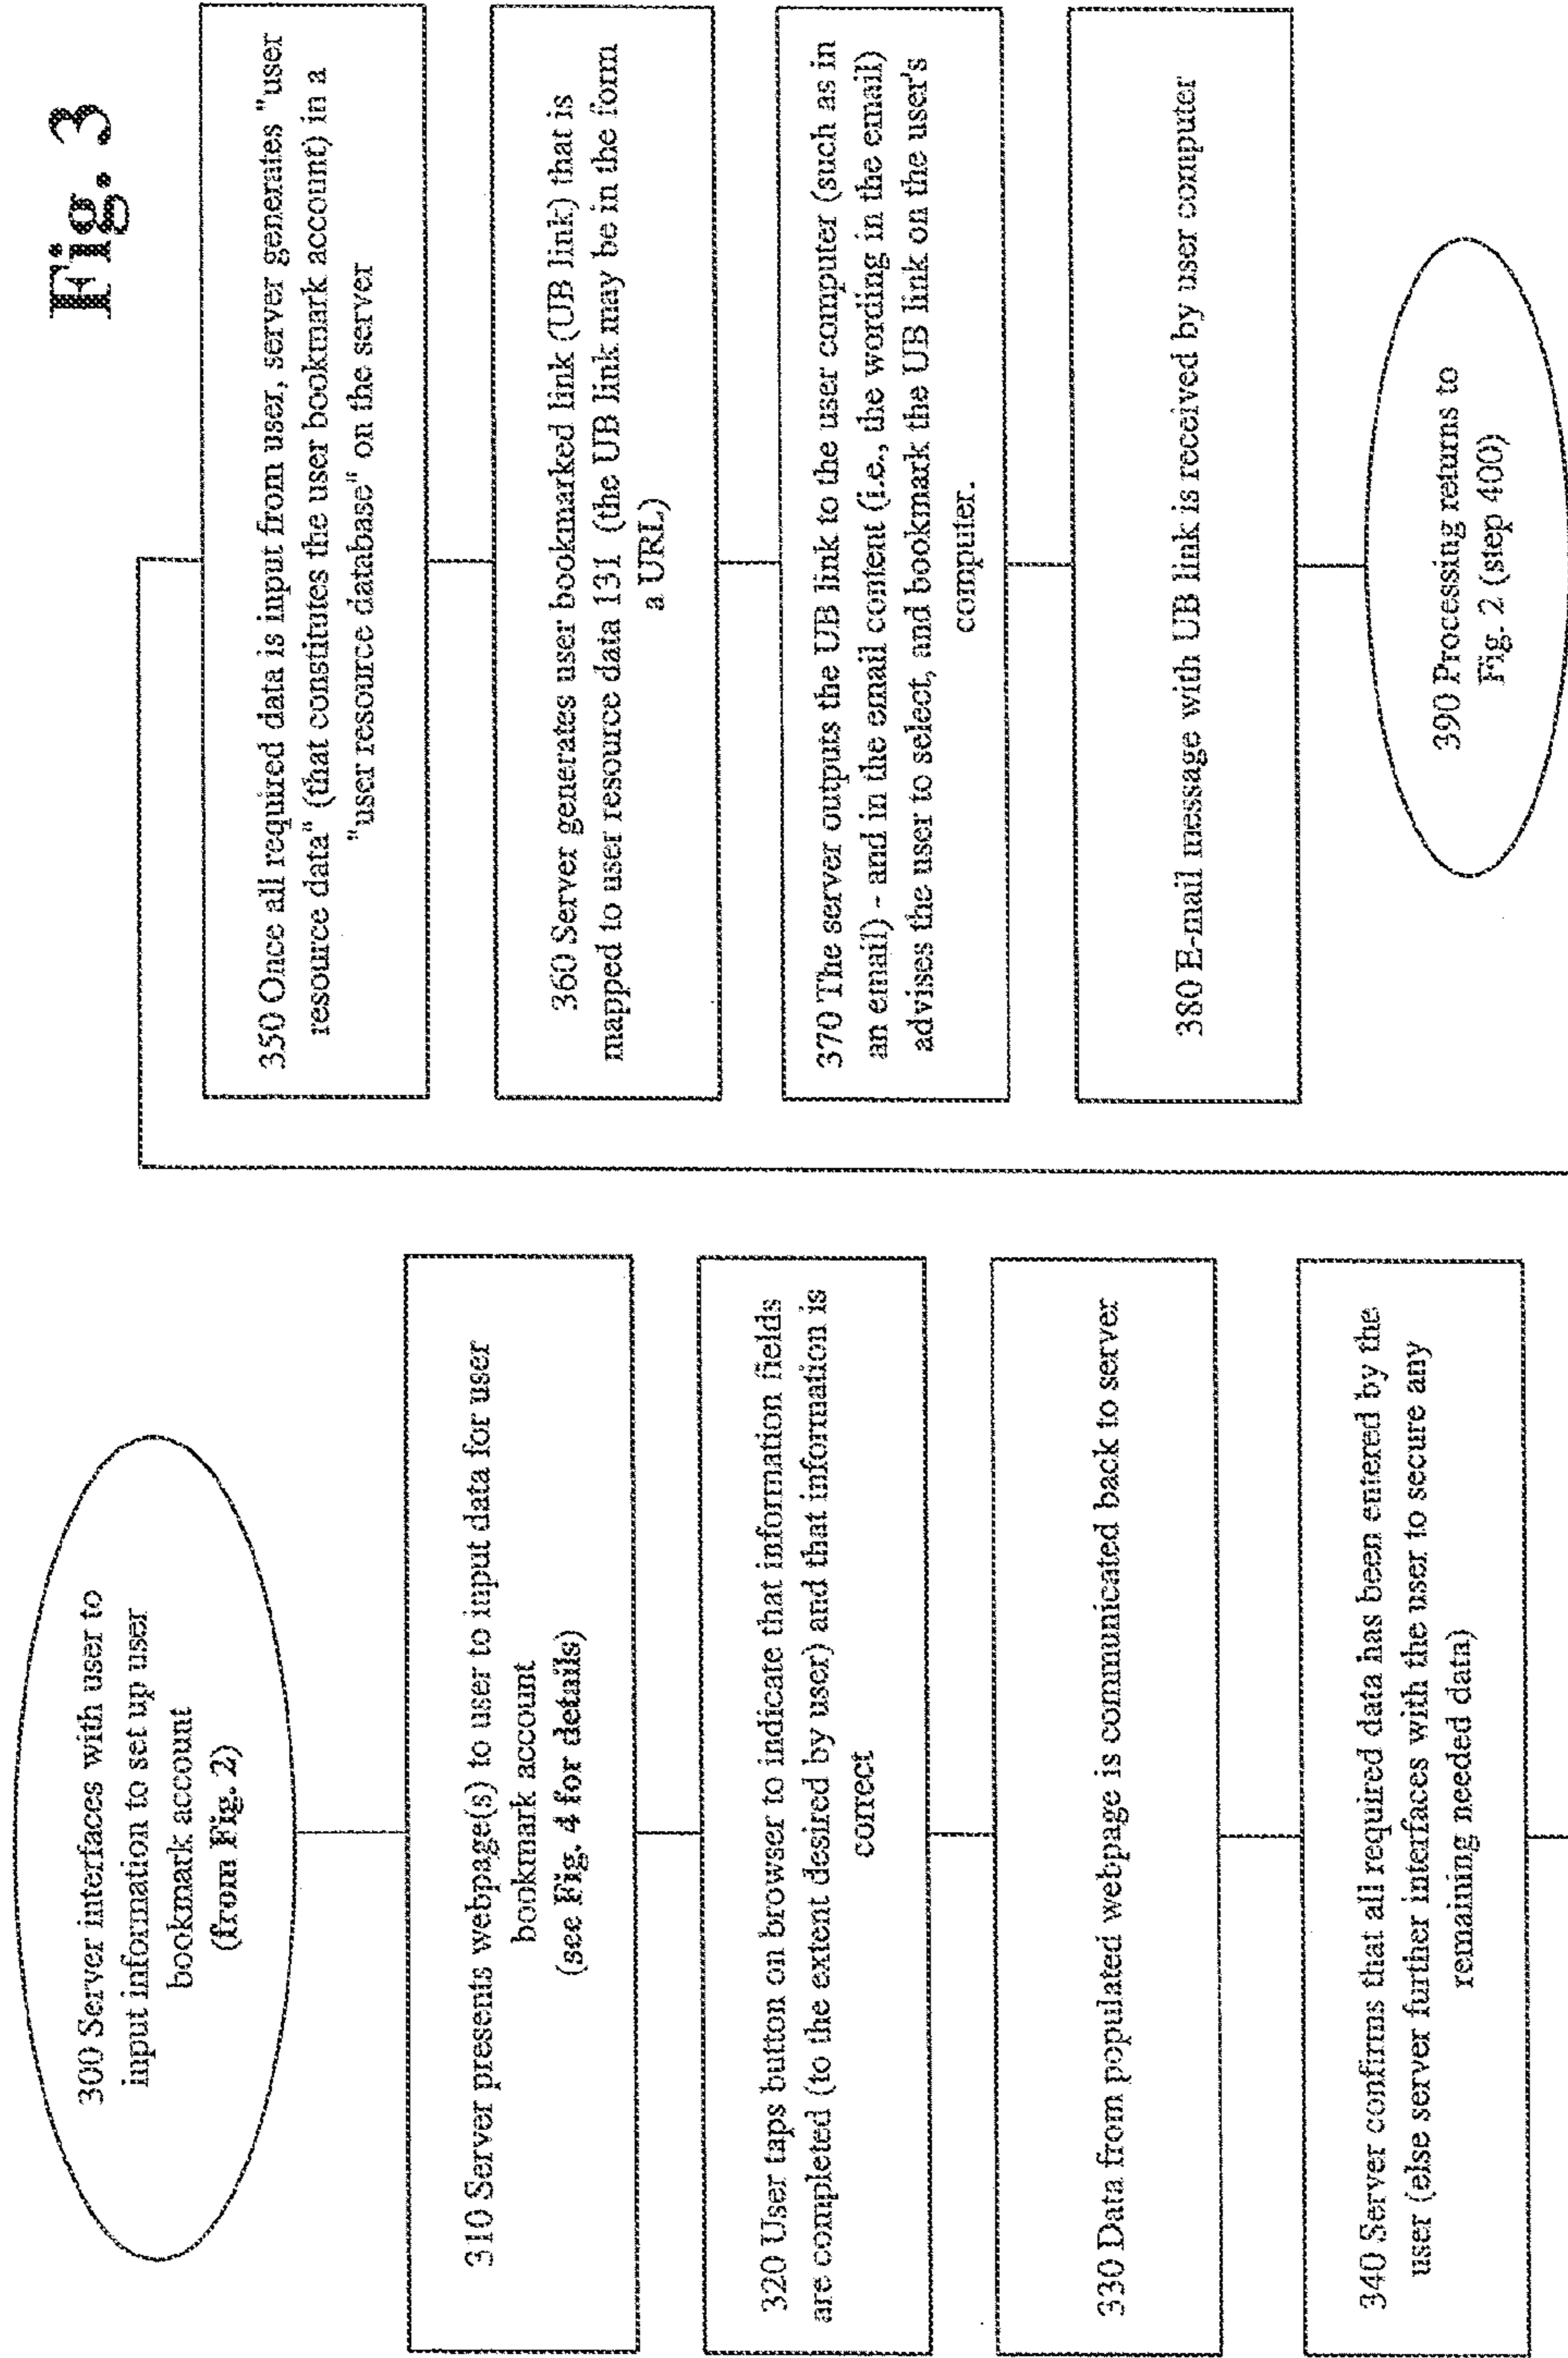 Fig. 3
300 Server interfaces with user to
input information to set up user
bookmark account
(from Fig. 2)
310 Server presents webpage(s) to user to input data for user
bookmark account
(see Fig. 4 for details)
320 User taps button on browser to indicate that information fields
are completed (to the extent desired by user) and that information is
correct
330 Data from populated webpage is communicated back to server
340 Server confirms that all required data has been entered by the
user (else server further interfaces with the user to secure any
remaining needed data)
350 Once all required data is input from user, server generates "user
resource data" (that constitutes the user bookmark account) in a
"user resource database" on the server
360 Server generates user bookmarked link (UB link) that is
mapped to user resource data 131 (the UB link may be in the form
a URL)
370 The server outputs the UB link to the user computer (such as in
an email) - and in the email content (i.e., the wording in the email)
advises the user to select, and bookmark the UB link on the user's
computer.
380 E-mail message with UB link is received by user computer
390 Processing returns to
Fig. 2 (step 400)